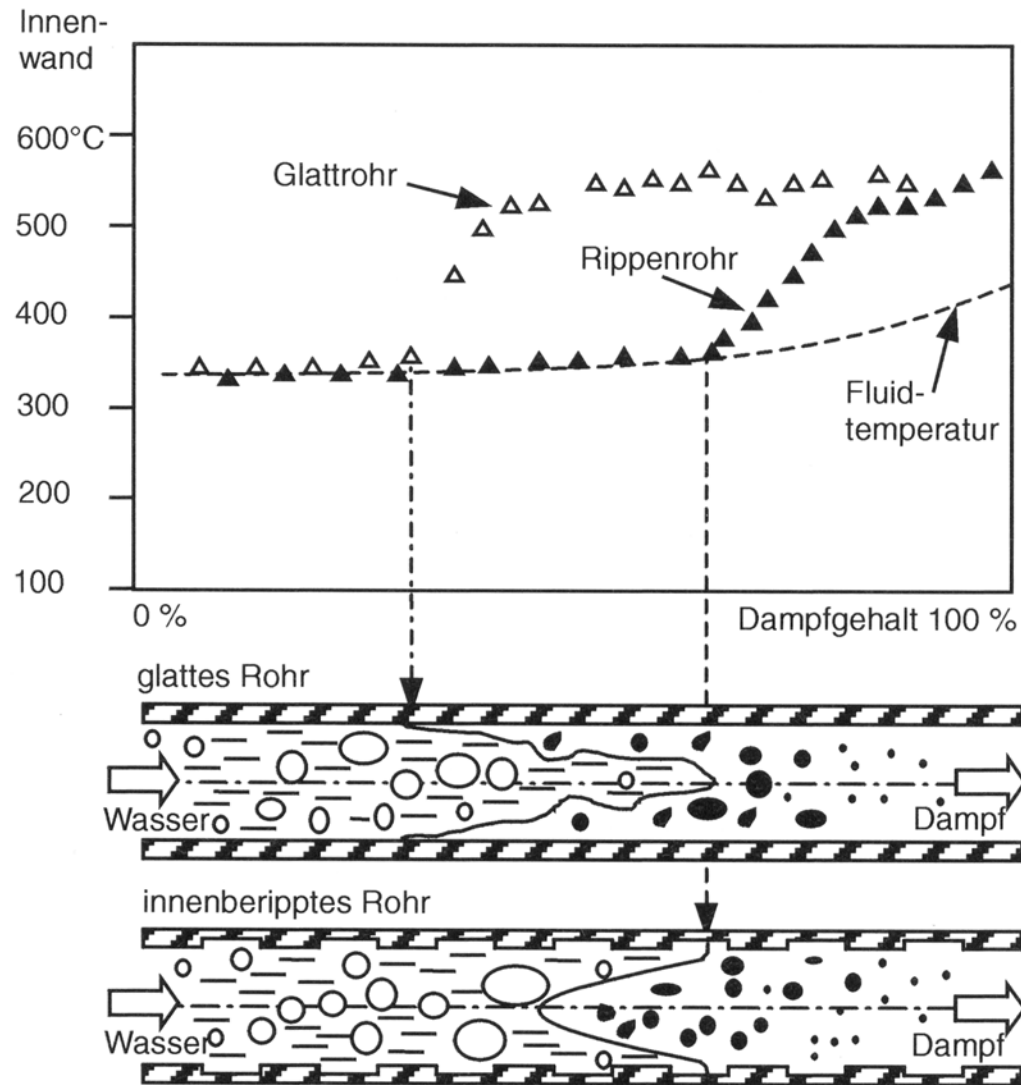 Innen-
wand
600°C
Glattrohr
500
Rippenrohr
400
300
Fluid-
temperatur
200
100
0 %
Dampfgehalt 100 %
glattes Rohr
Wasser
Dampf
innenberipptes Rohr
Wasser
Dampf